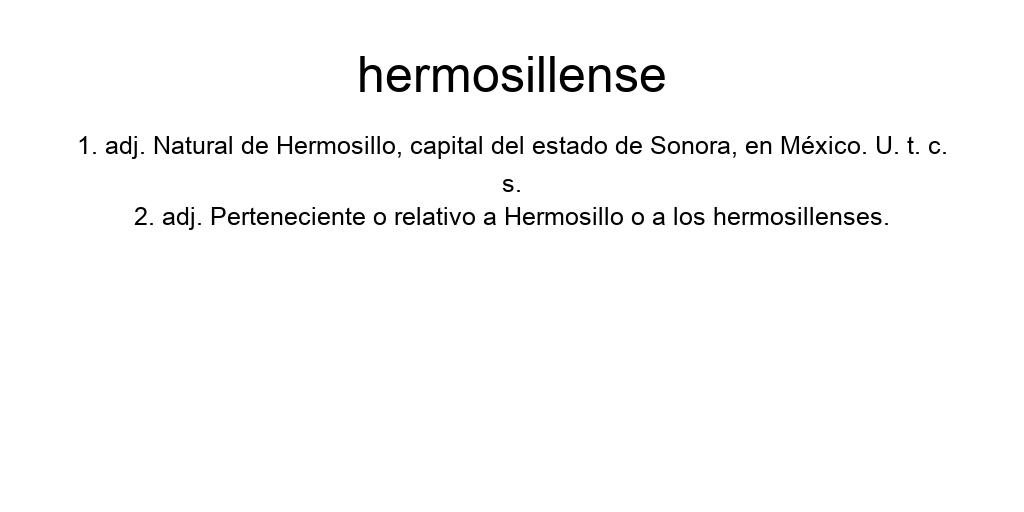 hermosillense
1. adj. Natural de Hermosillo, capital del estado de Sonora, en México. U. t. c.
s.
2. adj. Perteneciente o relativo a Hermosillo o a los hermosillenses.